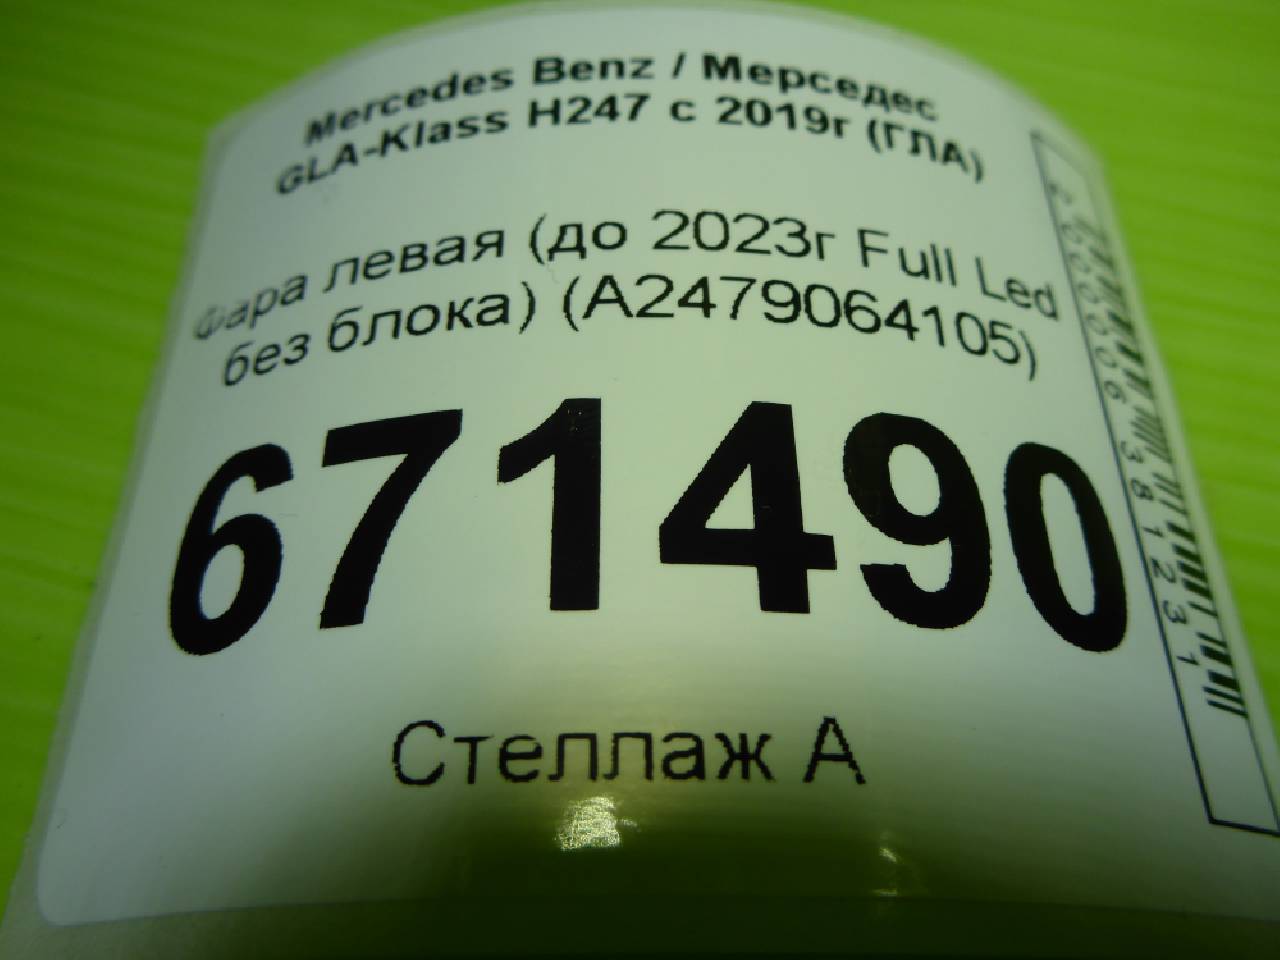 Mercedes Benz / Мерседес
GLA-Klass H247 с 2019г (ГЛА)
Фара левая (до 2023г Full Led
без блока) (A2479064105)
671490
Стеллаж А